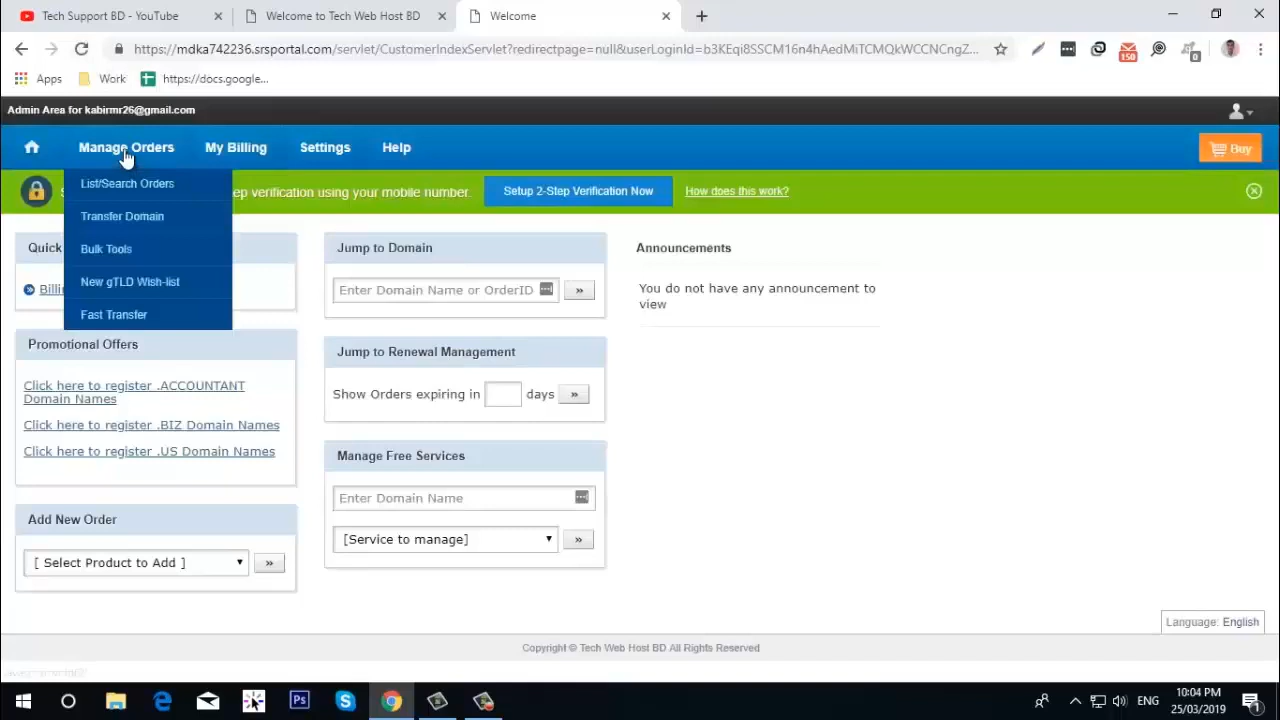 Tech Support BD - YouTube
Welcome to Tech Web Host BD
Welcome
https://mdka742236.srsportal.com/servlet/CustomerIndexServlet?redirectpage=null&userLoginId=b3KEqi8SSCM16n4hAedMiTCMQkWCCNCngZ...
150
0
Apps
Work
https://docs.google...
Admin Area for kabirmr26@gmail.com
Manage Orders
My Billing
Settings
Help
Buy
List/Search Orders
Transfer Domain
Bulk Tools
New gTLD Wish-list
Fast Transfer
ep verification using your mobile number.
Setup 2-Step Verification Now
How does this work?
Quick
Billi
Promotional Offers
Click here to register .ACCOUNTANT
Domain Names
Click here to register .BIZ Domain Names
Click here to register .US Domain Names
Add New Order
[ Select Product to Add ]
»
Jump to Domain
Enter Domain Name or OrderID
»
Jump to Renewal Management
Show Orders expiring in
days
»
Manage Free Services
Enter Domain Name
[Service to manage]
»
Announcements
You do not have any announcement to
view
Language: English
Copyright © Tech Web Host BD All Rights Reserved
Ps
ENG
10:04 PM
25/03/2019
1